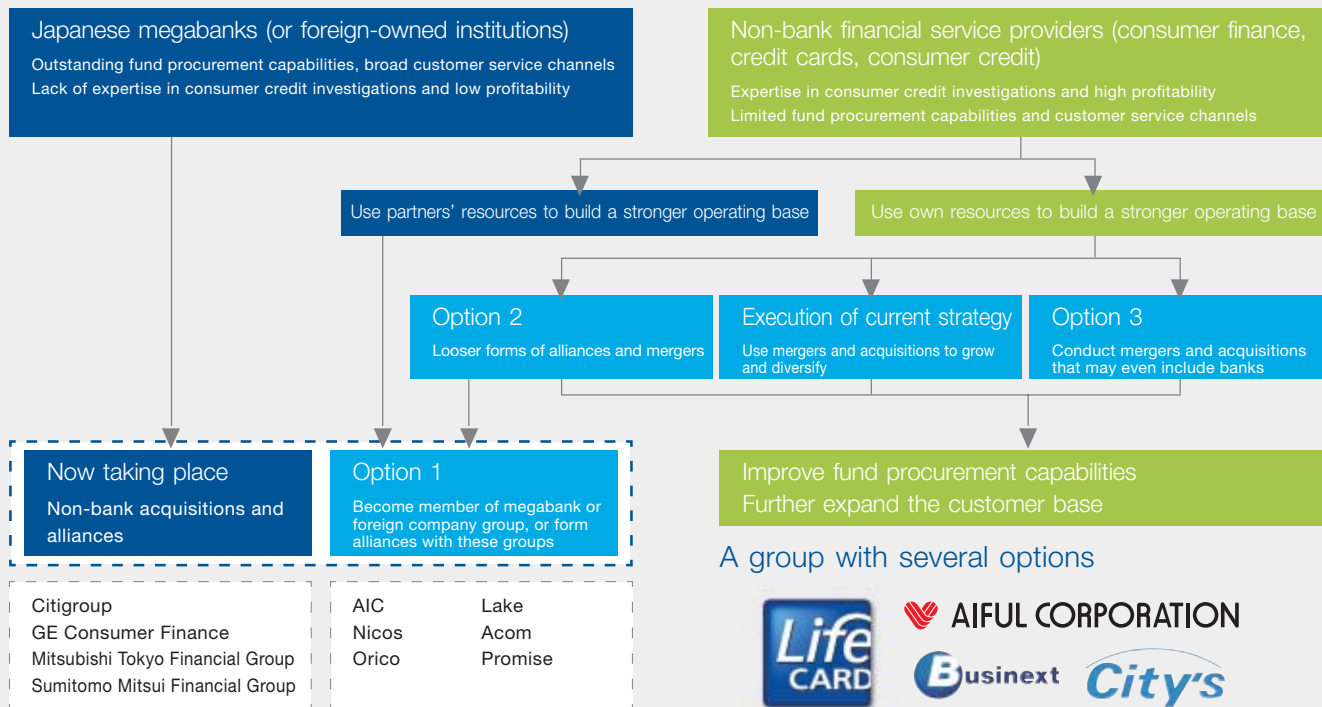 Japanese megabanks (or foreign-owned institutions)
Outstanding fund procurement capabilities, broad customer service channels
Lack of expertise in consumer credit investigations and low profitability
Non-bank financial service providers (consumer finance,
credit cards, consumer credit)
Expertise in consumer credit investigations and high profitability
Limited fund procurement capabilities and customer service channels
Use partners' resources to build a stronger operating base
Use own resources to build a stronger operating base
Option 2
Looser forms of alliances and mergers
Execution of current strategy
Use mergers and acquisitions to grow
and diversify
Option 3
Conduct mergers and acquisitions
that may even include banks
Now taking place
Non-bank acquisitions and
alliances
Option 1
Become member of megabank or
foreign company group, or form
alliances with these groups
Improve fund procurement capabilities
Further expand the customer base
Citigroup
GE Consumer Finance
Mitsubishi Tokyo Financial Group
Sumitomo Mitsui Financial Group
AIC
Nicos
Orico
Lake
Acom
Promise
A group with several options
Life
CARD
AIFUL CORPORATION
Businext
City's